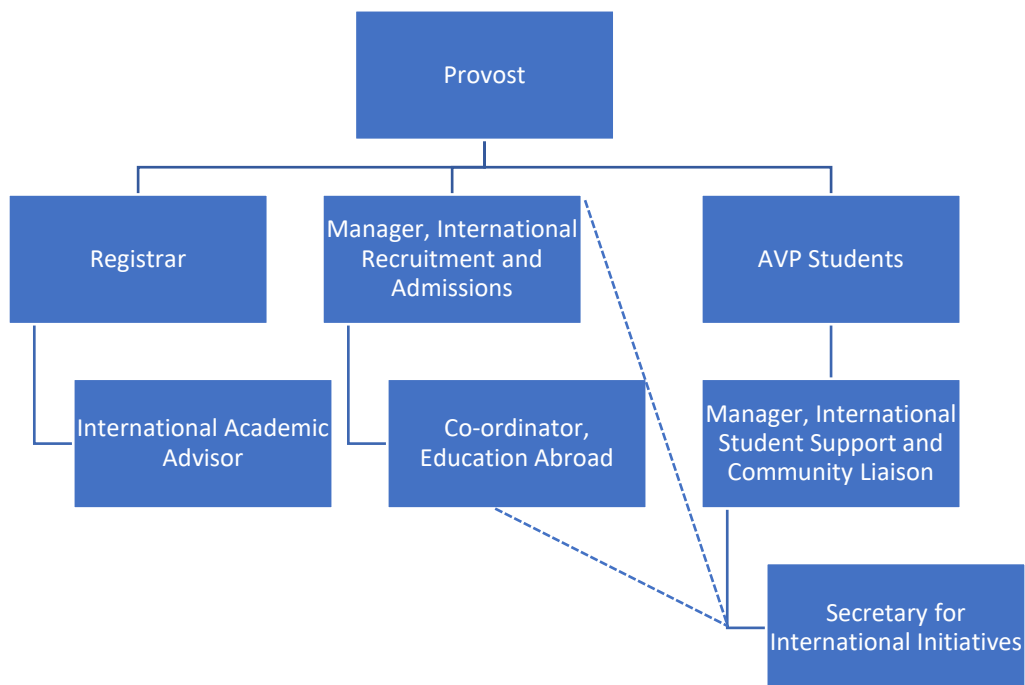 Provost
Registrar
Manager, International
Recruitment and
Admissions
AVP Students
International Academic
Advisor
Co-ordinator,
Education Abroad
Manager, International
Student Support and
Community Liaison
Secretary for
International Initiatives